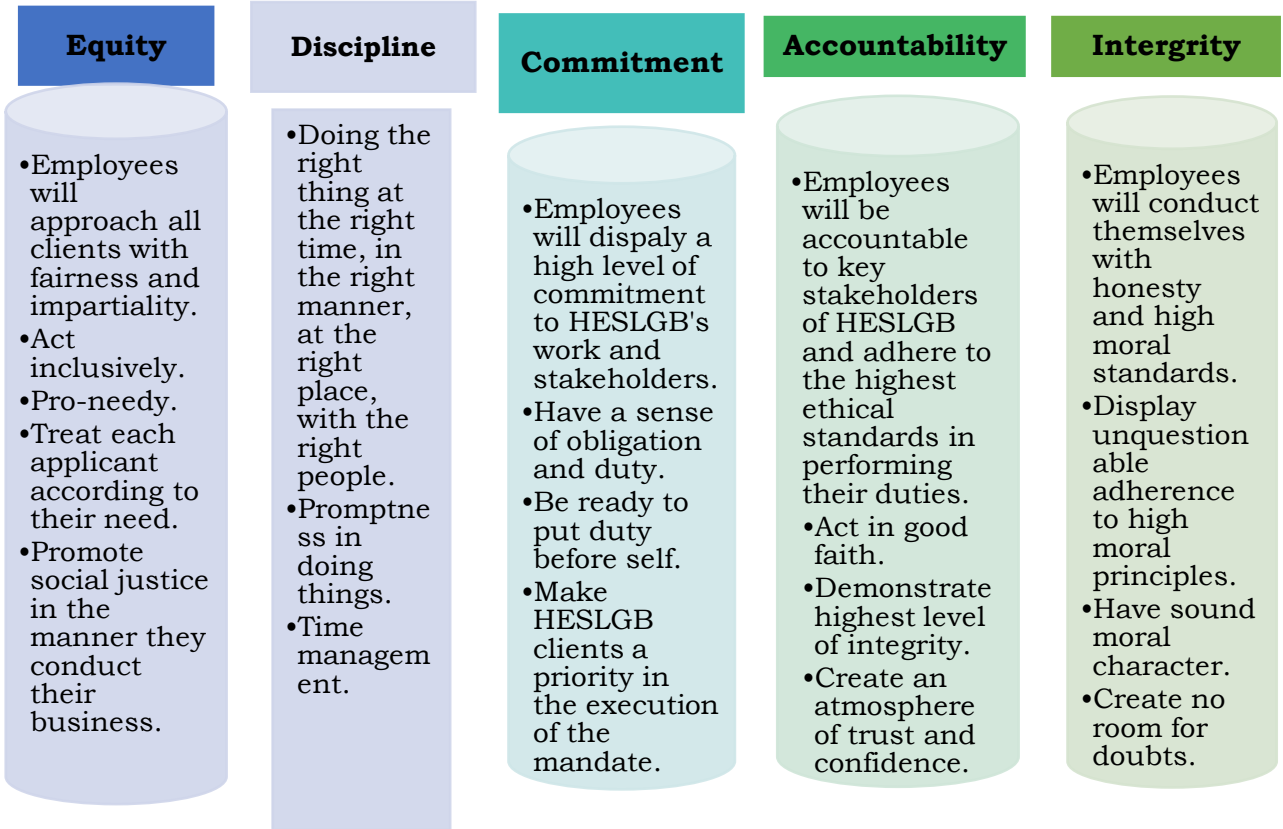 Equity
•Employees
will
approach all
clients with
fairness and
impartiality.
•Act
inclusively.
•Pro-needy.
•Treat each
applicant
according to
their need.
•Promote
social justice
in the
manner they
conduct
their
business.
Discipline
•Doing the
right
thing at
the right
time, in
the right
manner,
at the
right
place,
with the
right
people.
•Promptne
ss in
doing
things.
•Time
managem
ent.
Commitment
•Employees
will dispaly a
high level of
commitment
to HESLGB's
work and
stakeholders.
•Have a sense
of obligation
and duty.
•Be ready to
put duty
before self.
•Make
HESLGB
clients a
priority in
the execution
of the
mandate.
Accountability
•Employees
will be
accountable
to key
stakeholders
of HESLGB
and adhere to
the highest
ethical
standards in
performing
their duties.
•Act in good
faith.
•Demonstrate
highest level
of integrity.
•Create an
atmosphere
of trust and
confidence.
Intergrity
•Employees
will conduct
themselves
with
honesty
and high
moral
standards.
•Display
unquestion
able
adherence
to high
moral
principles.
•Have sound
moral
character.
•Create no
room for
doubts.